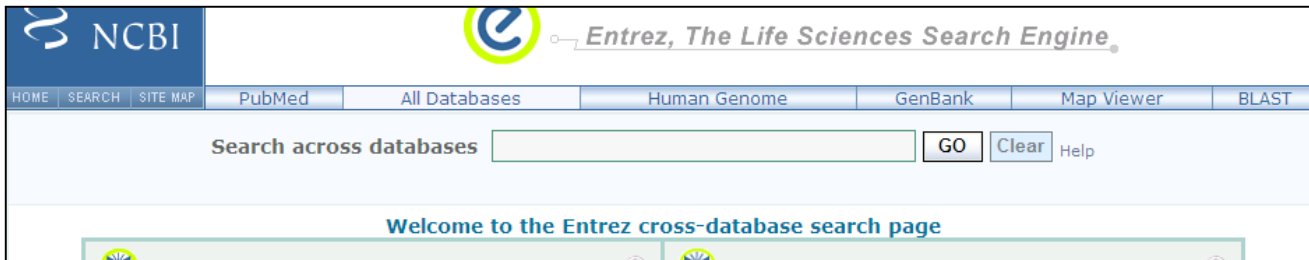 NCBI
Entrez, The Life Sciences Search Engine
HOME SEARCH SITE MAP PubMed All Databases Human Genome GenBank Map Viewer BLAST
Search across databases GO Clear Help
Welcome to the Entrez cross-database search page